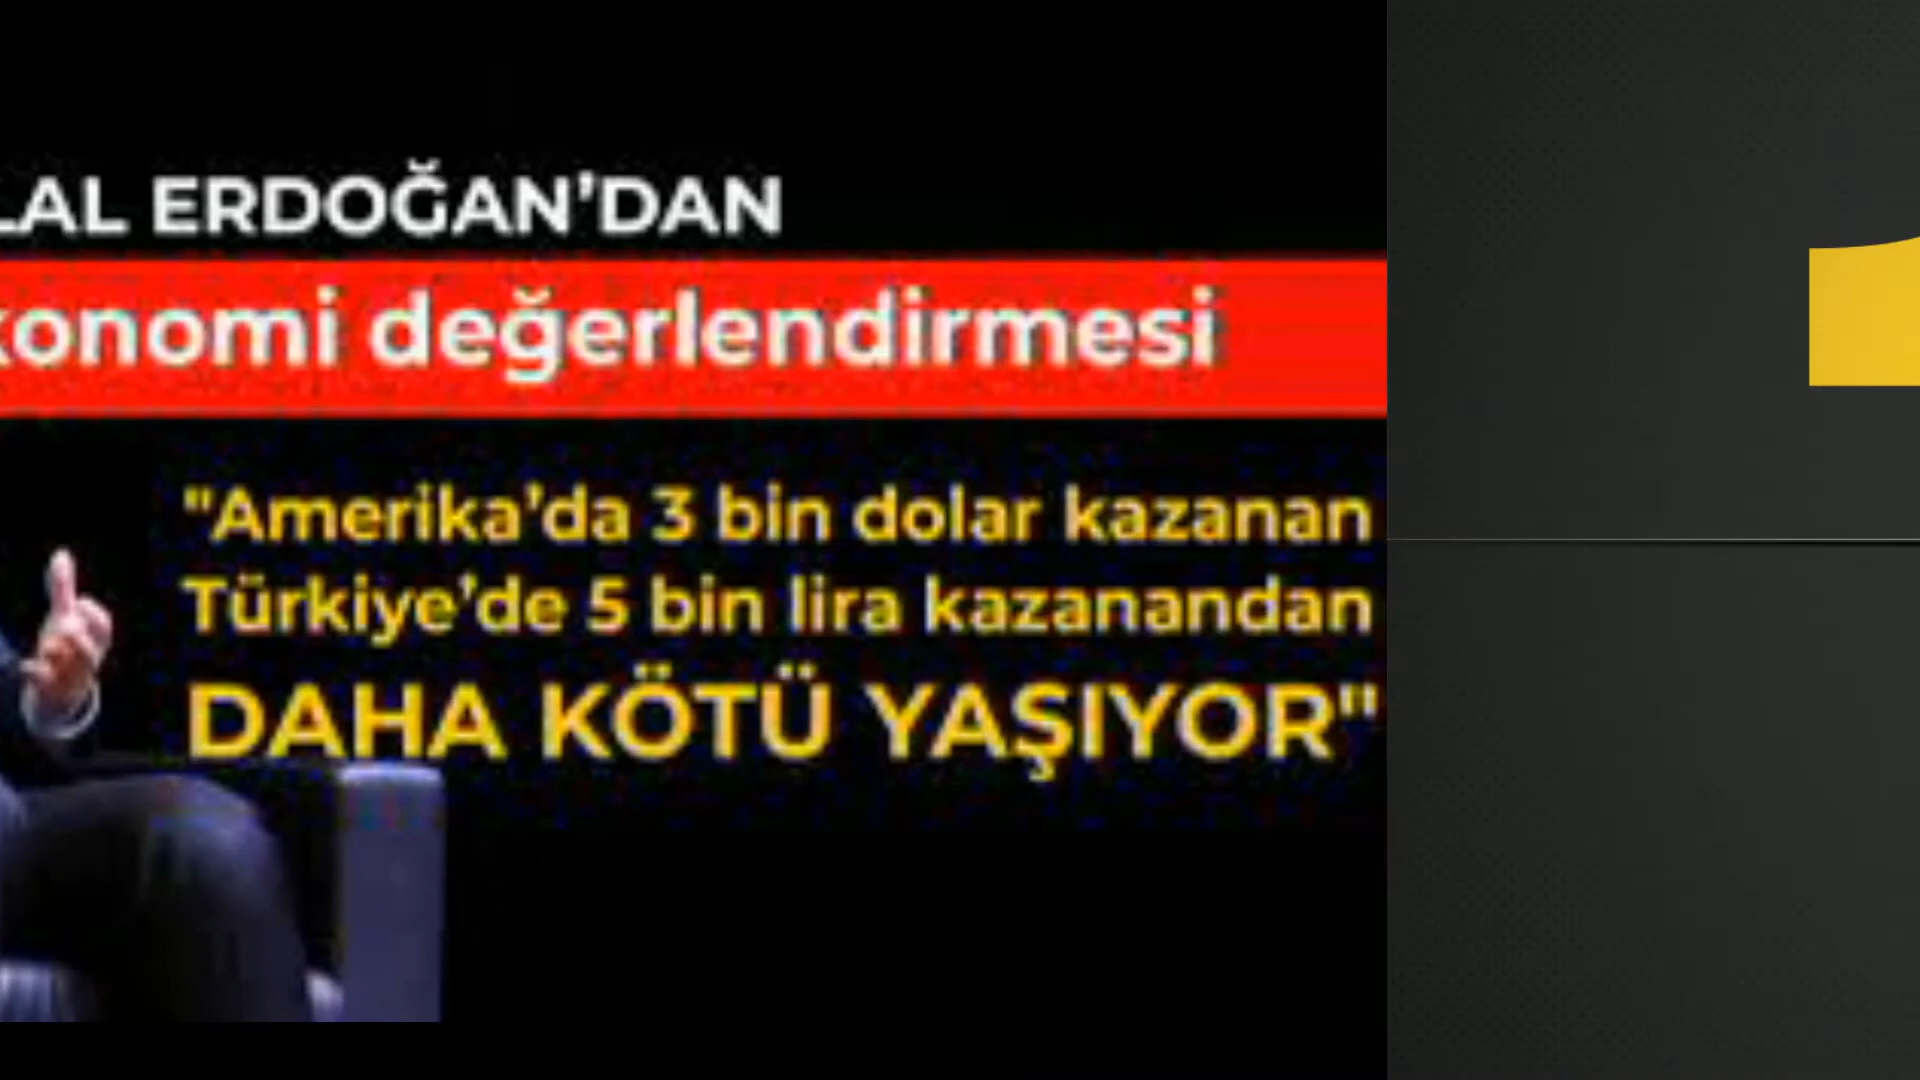 LAL ERDOĞAN’DAN
konomi değerlendirmesi
"Amerika’da 3 bin dolar kazanan
Türkiye’de 5 bin lira kazanandan
DAHA KÖTÜ YAŞIYOR"